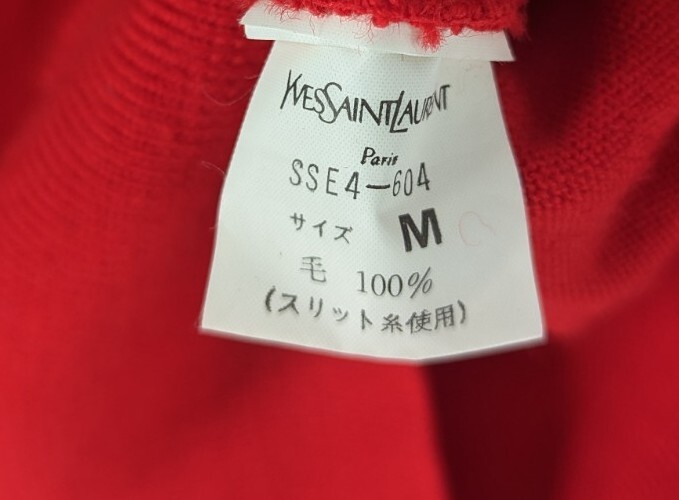 YVESSAINTLAURENT
Paris
SSE4-604
サイズ M
毛 100%
(スリット糸使用)